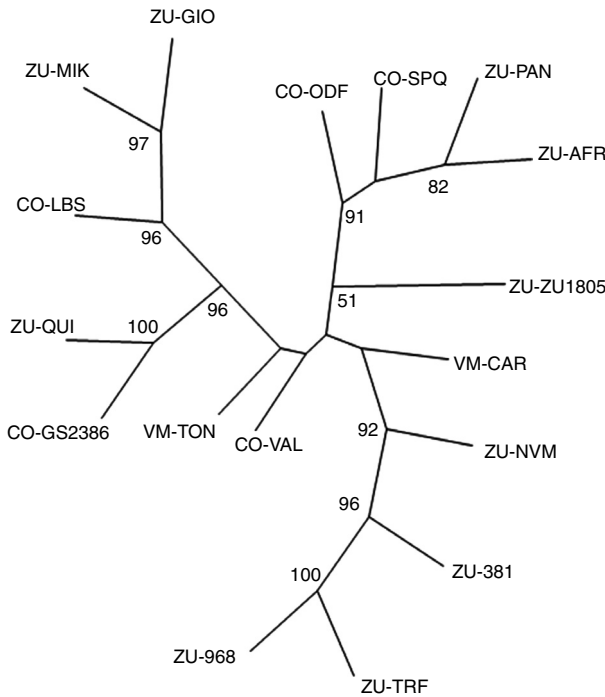 ZU-GIO
ZU-MIK
ZU-PAN
CO-SPQ
CO-ODF
97
ZU-AFR
82
CO-LBS
91
96
ZU-ZU1805
51
96
100
ZU-QUI
VM-CAR
CO-GS2386
VM-TON
CO-VAL
92
ZU-NVM
96
ZU-381
100
ZU-968
ZU-TRF